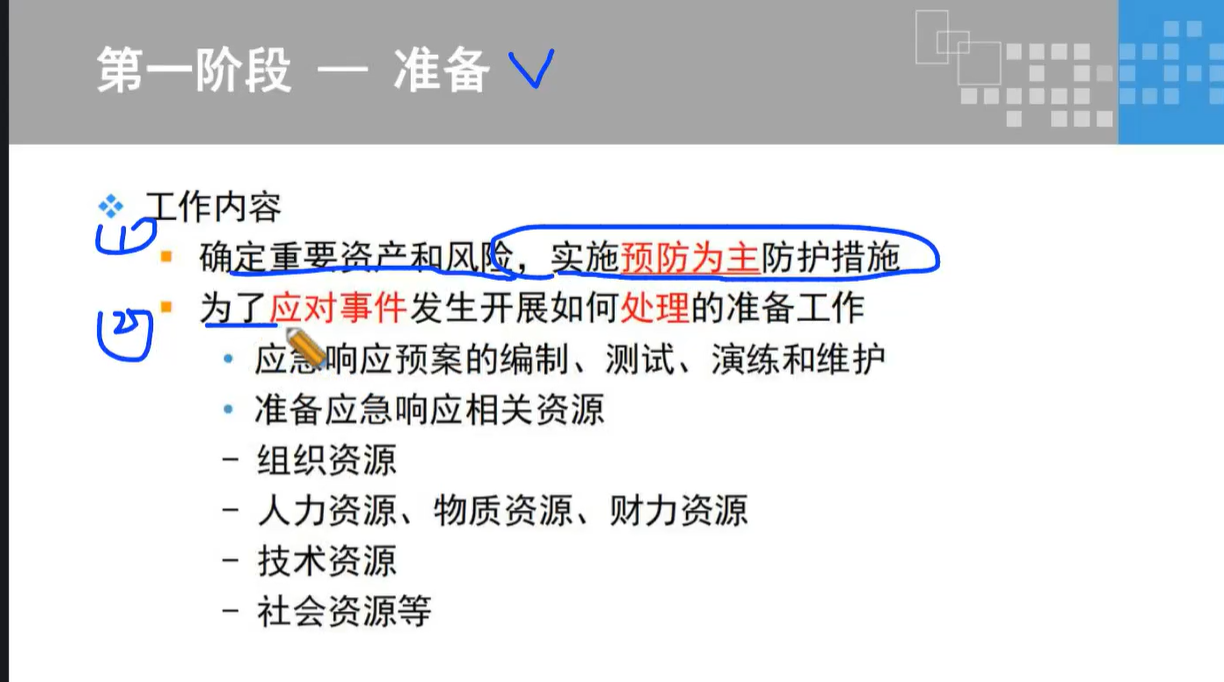 第一阶段 — 准备
工作内容
(1)
确定重要资产和风险，实施预防为主防护措施
(2)
为了应对事件发生开展如何处理的准备工作
应急响应预案的编制、测试、演练和维护
准备应急响应相关资源
– 组织资源
– 人力资源、物质资源、财力资源
– 技术资源
– 社会资源等